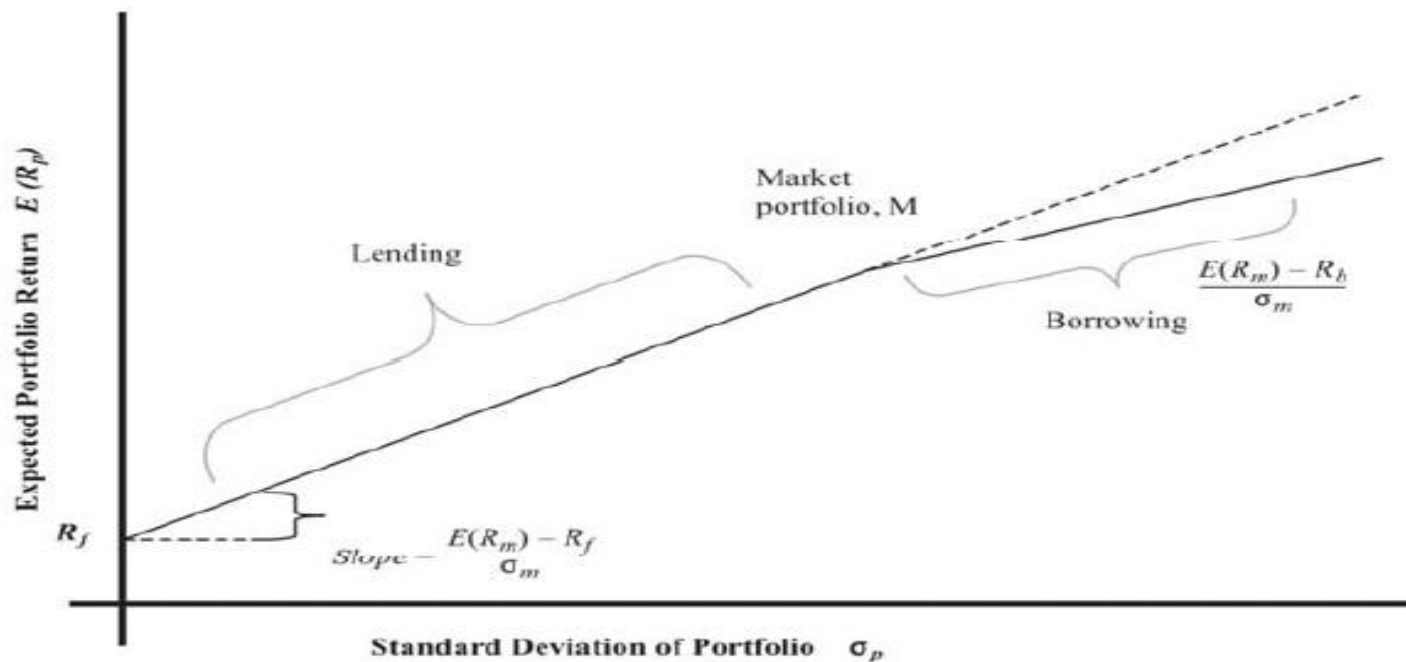 Expected Portfolio Return E (Rp)
Market
portfolio, M
Lending
E(Rm) − Rb
σm
Borrowing
Rf
Slope − E(Rm) − Rf
σm
Standard Deviation of Portfolio σp